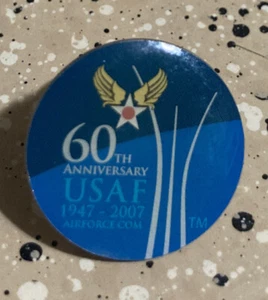 60TH
ANNIVERSARY
USAF
1947 - 2007
AIRFORCE.COM
TM